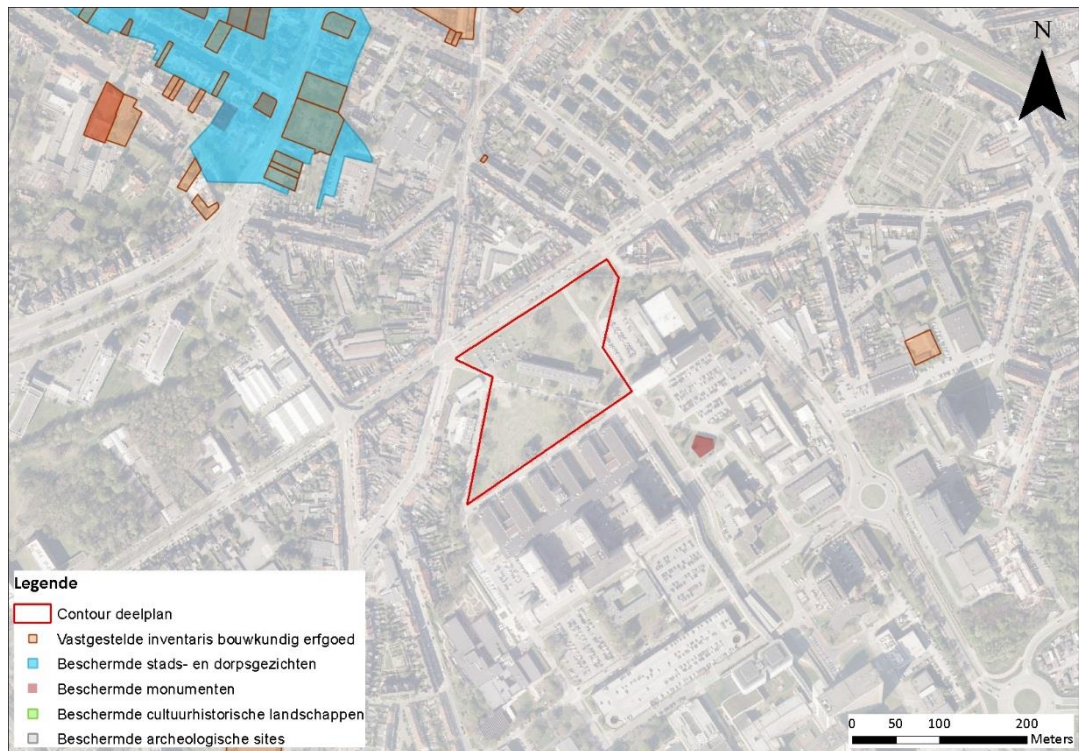 N
Legende
Contour deelplan
Vastgestelde inventaris bouwkundig erfgoed
Beschermde stads- en dorpsgezichten
Beschermde monumenten
Beschermde cultuurhistorische landschappen
Beschermde archeologische sites
0 50 100 200
Meters